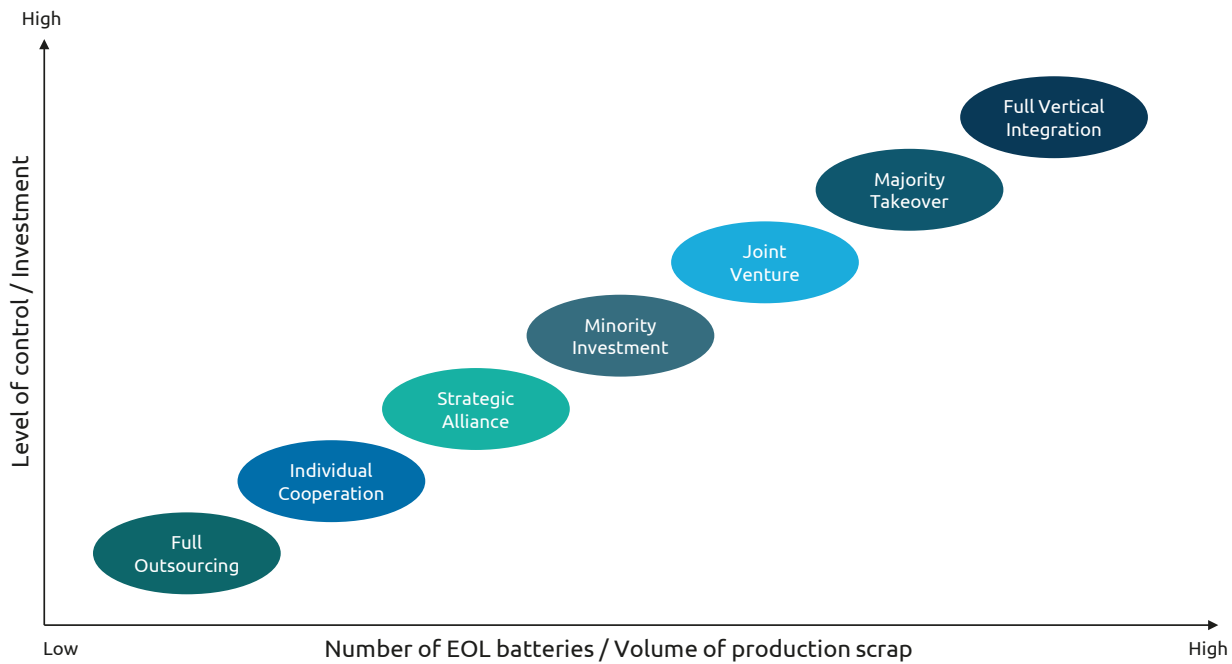 High
Level of control / Investment
Full Vertical
Integration
Majority
Takeover
Joint
Venture
Minority
Investment
Strategic
Alliance
Individual
Cooperation
Full
Outsourcing
Low
Number of EOL batteries / Volume of production scrap
High